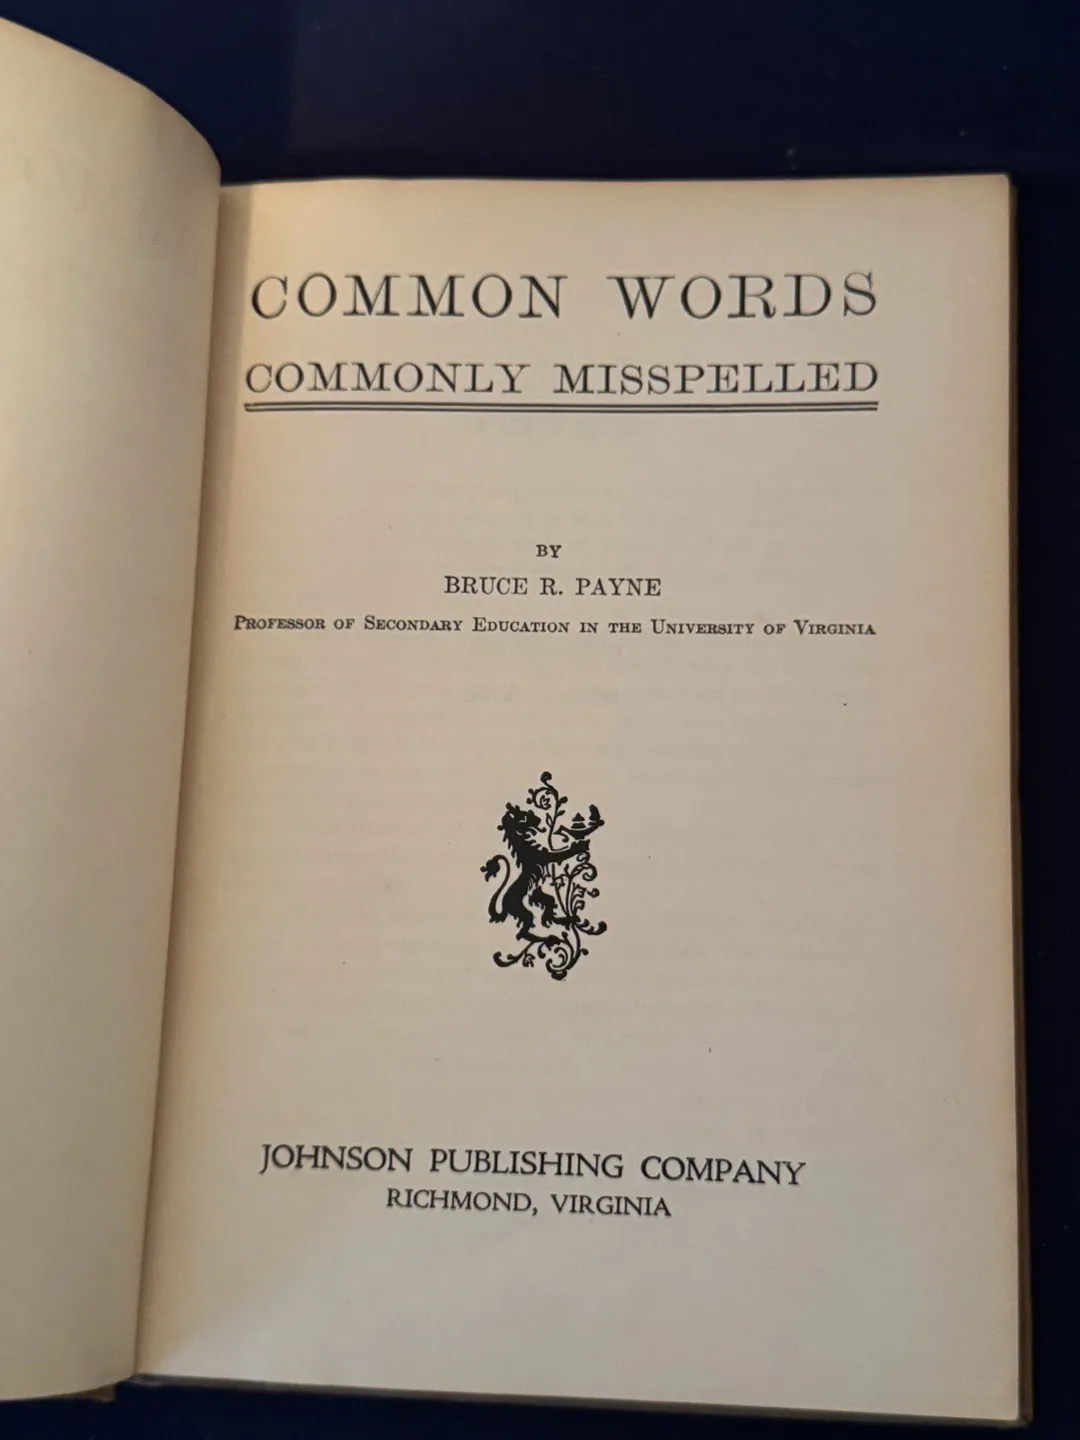 COMMON WORDS
COMMONLY MISSPELLED
BY
BRUCE R. PAYNE
PROFESSOR OF SECONDARY EDUCATION IN THE UNIVERSITY OF VIRGINIA
JOHNSON PUBLISHING COMPANY
RICHMOND, VIRGINIA